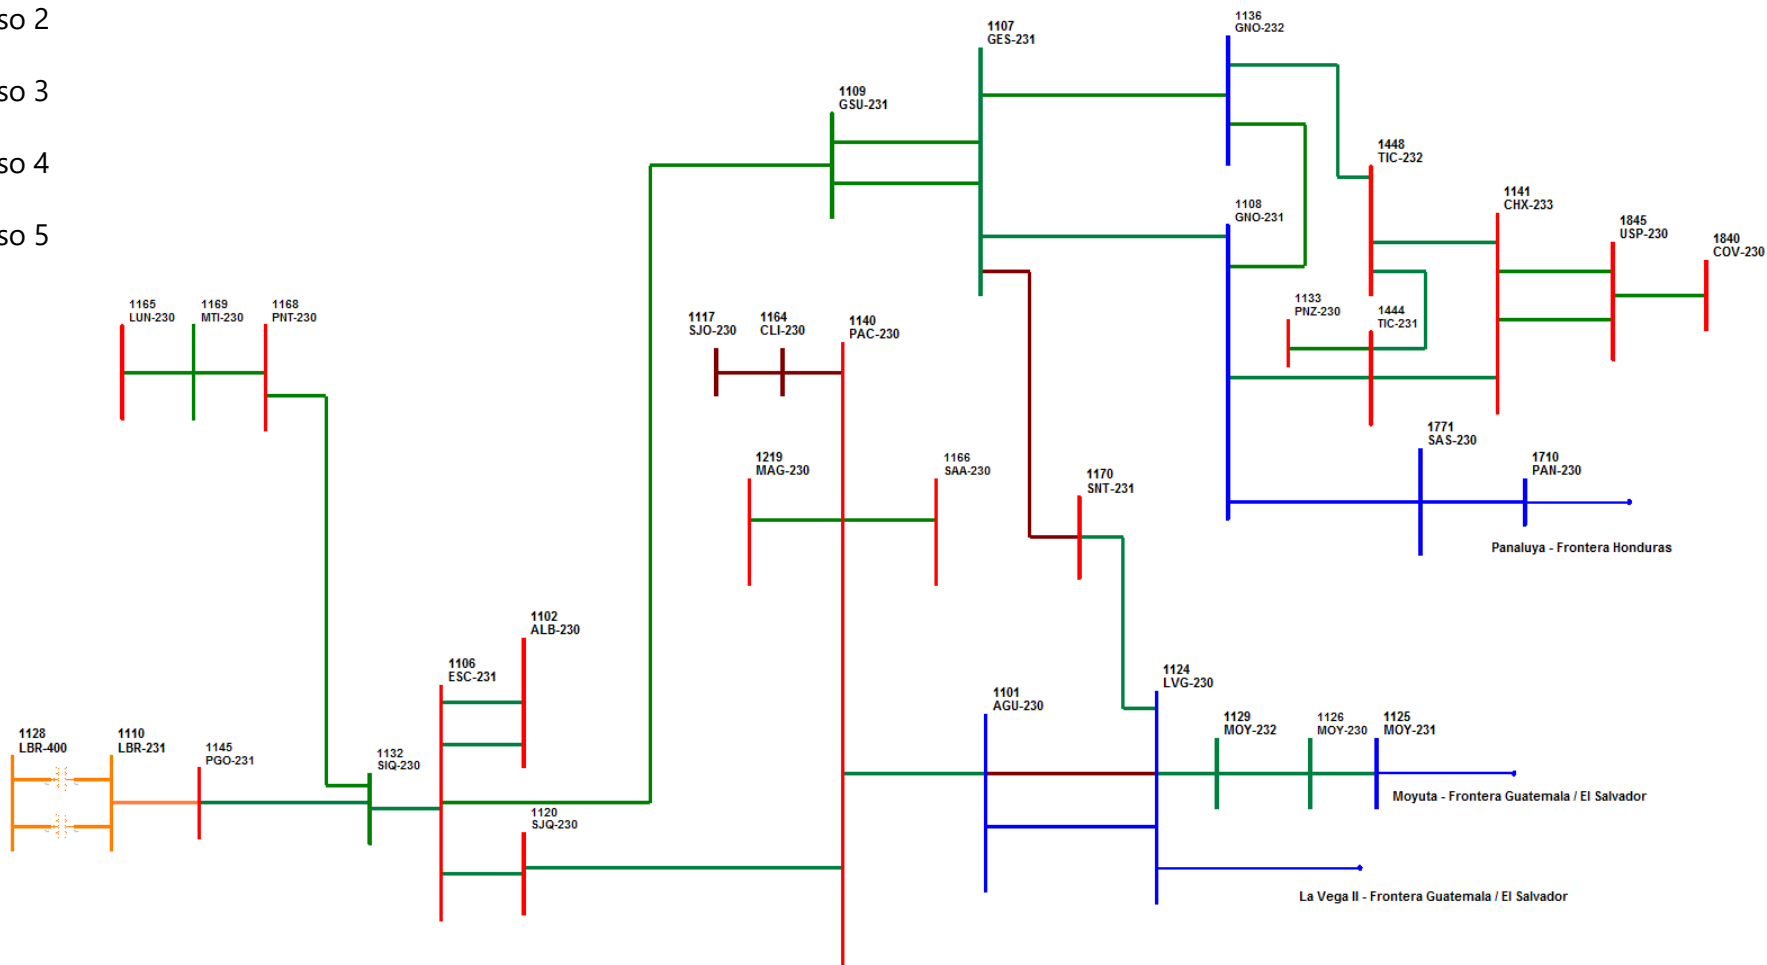 so 2
so 3
so 4
so 5
1136
GNO-232
1107
GES-231
1109
GSU-231
1448
TIC-232
1141
CHX-233
1108
GNO-231
1845
USP-230
1840
COV-230
1165
LUN-230
1169
MTI-230
1168
PNT-230
1133
PNZ-230
1444
TIC-231
1117
SJO-230
1164
CLI-230
1140
PAC-230
1771
SAS-230
1710
PAN-230
1219
MAG-230
1166
SAA-230
1170
SNT-231
Panaluya - Frontera Honduras
1102
ALB-230
1106
ESC-231
1124
LVG-230
1101
AGU-230
1129
MOY-232
1126
MOY-230
1125
MOY-231
1128
LBR-400
1110
LBR-231
1145
PGO-231
1132
SIQ-230
Moyuta - Frontera Guatemala / El Salvador
1120
SJQ-230
La Vega II - Frontera Guatemala / El Salvador